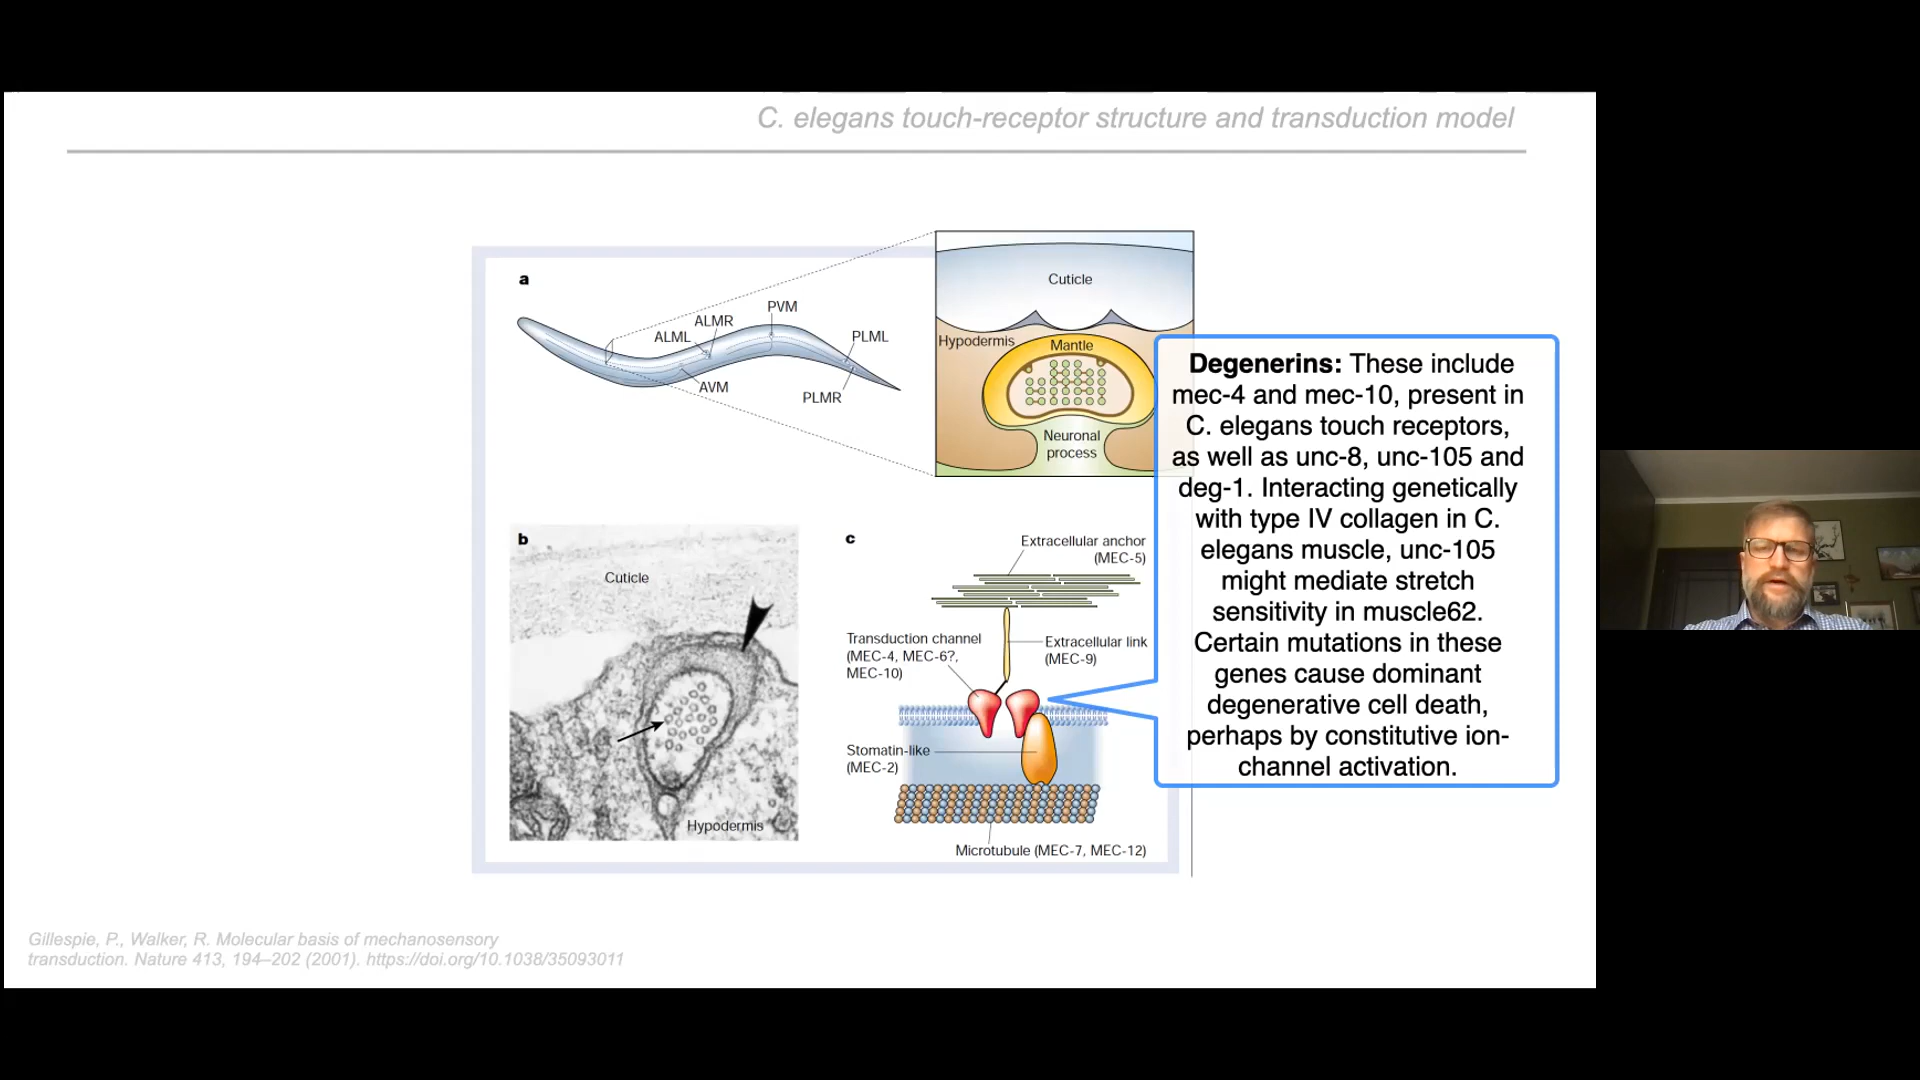 C. elegans touch-receptor structure and transduction model
a
PVM
ALMR
ALML
PLML
AVM
PLMR
Cuticle
Hypodermis
Mantle
Neuronal
process
Degenerins: These include
mec-4 and mec-10, present in
C. elegans touch receptors,
as well as unc-8, unc-105 and
deg-1. Interacting genetically
with type IV collagen in C.
elegans muscle, unc-105
might mediate stretch
sensitivity in muscle62.
Certain mutations in these
genes cause dominant
degenerative cell death,
perhaps by constitutive ion-
channel activation.
b
Cuticle
Hypodermis
c
Extracellular anchor
(MEC-5)
Transduction channel
(MEC-4, MEC-6?,
MEC-10)
Extracellular link
(MEC-9)
Stomatin-like
(MEC-2)
Microtubule (MEC-7, MEC-12)
Gillespie, P., Walker, R. Molecular basis of mechanosensory
transduction. Nature 413, 194–202 (2001). https://doi.org/10.1038/35093011